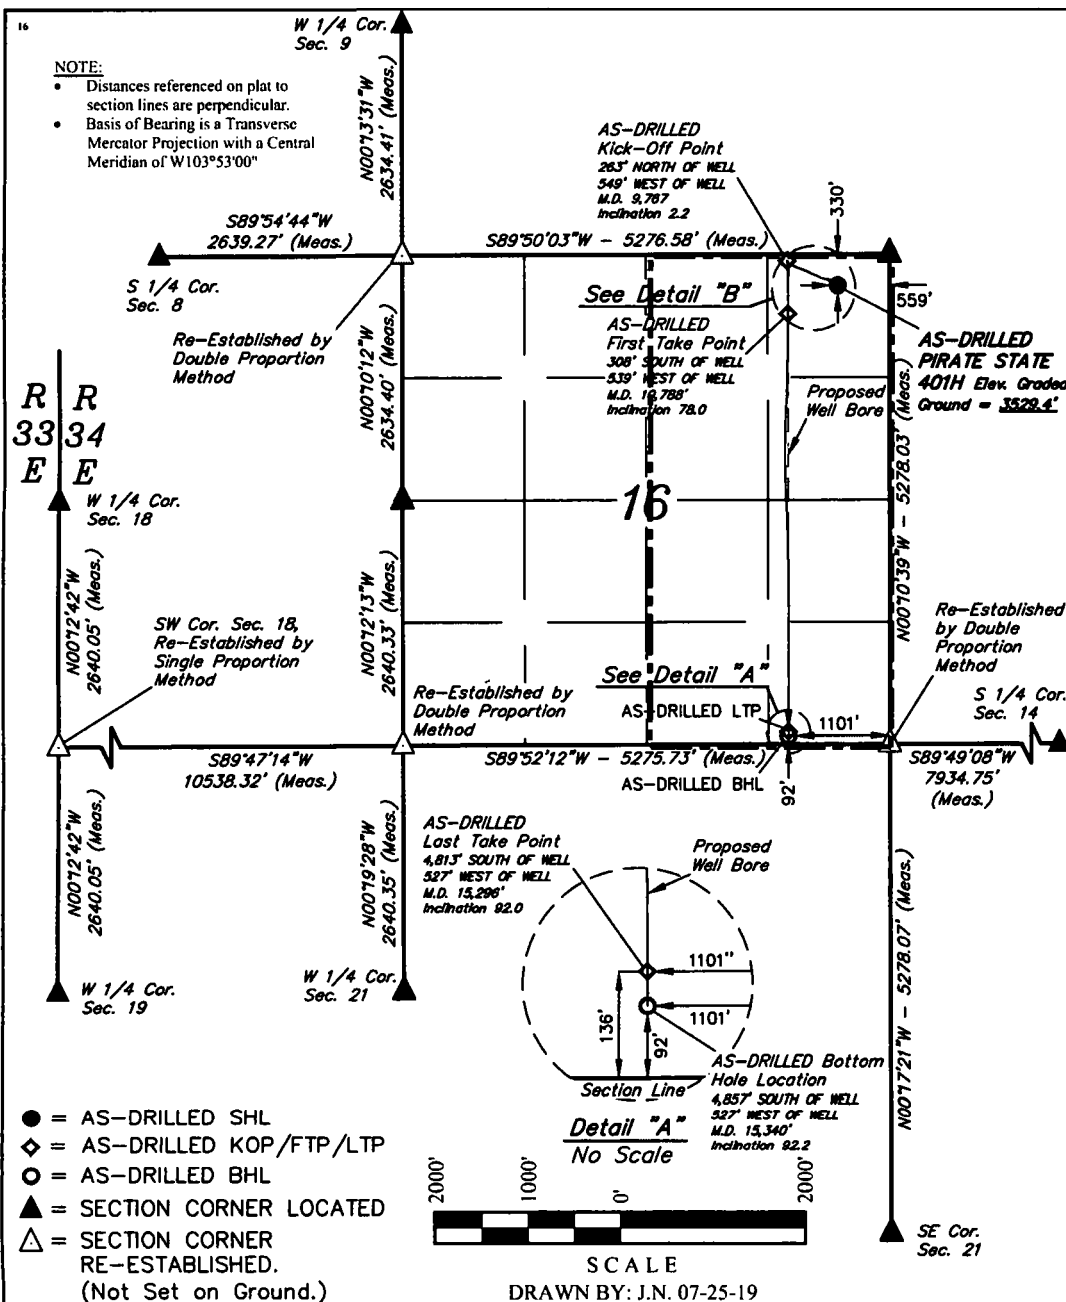 16
W 1/4 Cor.
Sec. 9
NOTE:
• Distances referenced on plat to
section lines are perpendicular.
• Basis of Bearing is a Transverse
Mercator Projection with a Central
Meridian of W103°53'00"
N00°13'31"W
2634.41' (Meas.)
AS-DRILLED
Kick-Off Point
263' NORTH OF WELL
549' WEST OF WELL
M.D. 9,767
Inclination 2.2
330'
S89°54'44"W
2639.27' (Meas.)
S89°50'03"W - 5276.58' (Meas.)
S 1/4 Cor.
Sec. 8
See Detail "B"
559'
Re-Established by
Double Proportion
Method
N00°10'12"W
2634.40' (Meas.)
AS-DRILLED
First Take Point
308' SOUTH OF WELL
539' WEST OF WELL
M.D. 10,788'
Inclination 78.0
AS-DRILLED
PIRATE STATE
401H Elev. Graded
Ground = 3529.4'
Proposed
Well Bore
R R
33 34
E E
W 1/4 Cor.
Sec. 18
16
N00°10'39"W - 5278.03' (Meas.)
N00°12'42"W
2640.05' (Meas.)
SW Cor. Sec. 18,
Re-Established by
Single Proportion
Method
N00°12'13"W
2640.33' (Meas.)
Re-Established
by Double
Proportion
Method
See Detail "A"
Re-Established by
Double Proportion
Method
AS-DRILLED LTP
1101'
S 1/4 Cor.
Sec. 14
S89°47'14"W
10538.32' (Meas.)
S89°52'12"W - 5275.73' (Meas.)
AS-DRILLED BHL
92'
S89°49'08"W
7934.75'
(Meas.)
N00°12'42"W
2640.05' (Meas.)
N00°19'28"W
2640.35' (Meas.)
AS-DRILLED
Last Take Point
4,813' SOUTH OF WELL
527' WEST OF WELL
M.D. 15,296'
Inclination 92.0
Proposed
Well Bore
N00°17'21"W - 5278.07' (Meas.)
W 1/4 Cor.
Sec. 19
W 1/4 Cor.
Sec. 21
1101"
1101'
136'
92'
Section Line
AS-DRILLED Bottom
Hole Location
4,857' SOUTH OF WELL
527' WEST OF WELL
M.D. 15,340'
Inclination 92.2
Detail "A"
No Scale
= AS-DRILLED SHL
= AS-DRILLED KOP/FTP/LTP
= AS-DRILLED BHL
= SECTION CORNER LOCATED
= SECTION CORNER
RE-ESTABLISHED.
(Not Set on Ground.)
2000' 1000' 0' 2000'
SCALE
DRAWN BY: J.N. 07-25-19
SE Cor.
Sec. 21